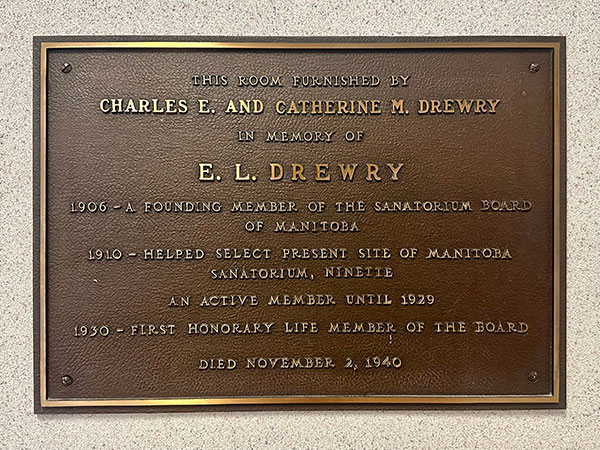 THIS ROOM FURNISHED BY
CHARLES E. AND CATHERINE M. DREWRY
IN MEMORY OF
E. L. DREWRY
1906 – A FOUNDING MEMBER OF THE SANATORIUM BOARD
OF MANITOBA
1910 – HELPED SELECT PRESENT SITE OF MANITOBA
SANATORIUM, NINETTE
AN ACTIVE MEMBER UNTIL 1929
1930 – FIRST HONORARY LIFE MEMBER OF THE BOARD
DIED NOVEMBER 2, 1940